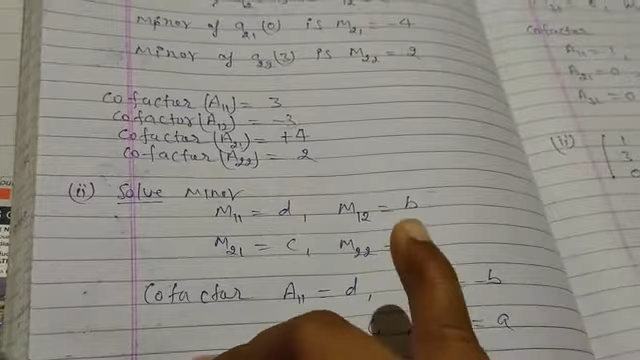 Minor of a21(0) is M21 = -4
Minor of a22(3) is M22 = 2
Cofactor (A11) = 3
Cofactor (A12) = -3
Cofactor (A21) = +4
Cofactor (A22) = 2
(ii) Solve Minor
M11 = d, M12 = b
M21 = c, M22 =
Cofactor A11 = d, -b
= a
Cofactor
A11 = 1,
A21 = 0
A31 = 0
(ii) 1
3
0